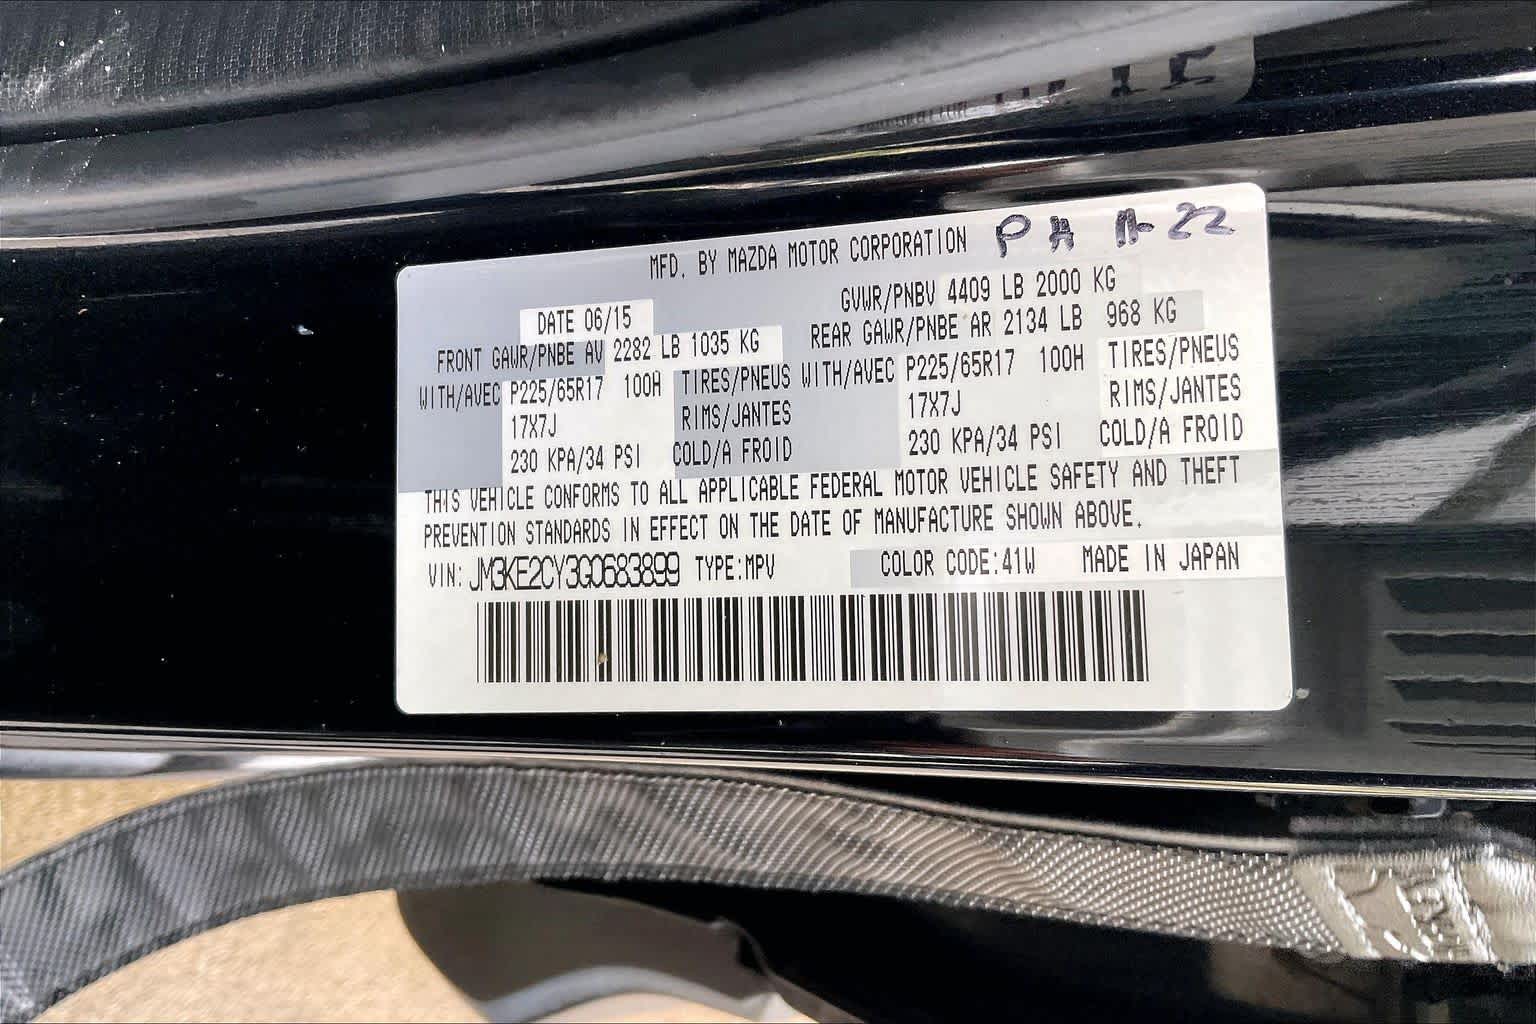 MFD. BY MAZDA MOTOR CORPORATION PA 11-22
DATE 06/15 GVWR/PNBV 4409 LB 2000 KG
FRONT GAWR/PNBE AV 2282 LB 1035 KG REAR GAWR/PNBE AR 2134 LB 968 KG
WITH/AVEC P225/65R17 100H TIRES/PNEUS WITH/AVEC P225/65R17 100H TIRES/PNEUS
17X7J RIMS/JANTES 17X7J RIMS/JANTES
230 KPA/34 PSI COLD/A FROID 230 KPA/34 PSI COLD/A FROID
THIS VEHICLE CONFORMS TO ALL APPLICABLE FEDERAL MOTOR VEHICLE SAFETY AND THEFT
PREVENTION STANDARDS IN EFFECT ON THE DATE OF MANUFACTURE SHOWN ABOVE.
VIN: JM3KE2CY3G0683899 TYPE:MPV COLOR CODE:41W MADE IN JAPAN